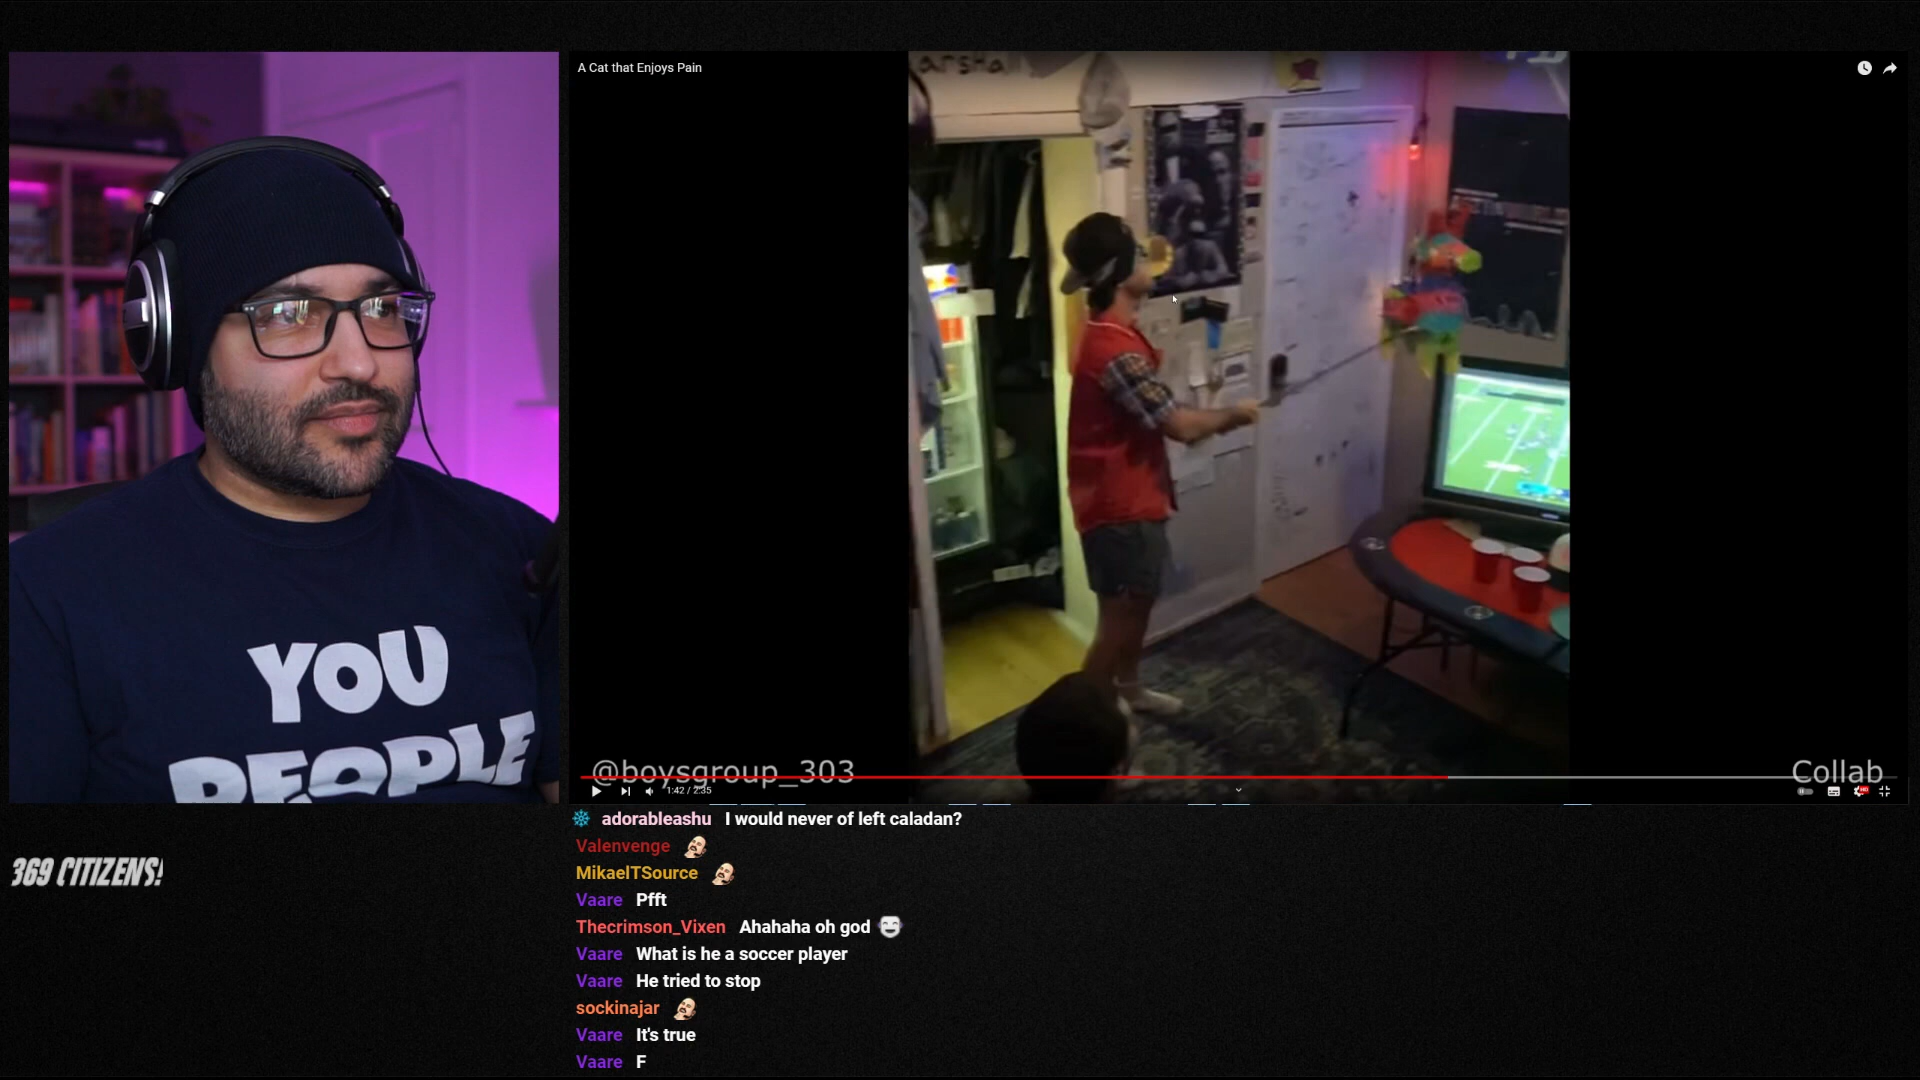 A Cat that Enjoys Pain
YOU
PEOPLE
@boysgroup_303
Collab
1:42 / 2:35
adorableashu I would never of left caladan?
Valenvenge
MikaelTSource
Vaare Pfft
Thecrimson_Vixen Ahahaha oh god
Vaare What is he a soccer player
Vaare He tried to stop
sockinajar
Vaare It's true
Vaare F
369 CITIZENS!